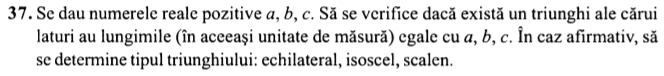 37. Se dau numerele reale pozitive a, b, c. Să se verifice dacă există un triunghi ale cărui
laturi au lungimile (în aceeaşi unitate de măsură) egale cu a, b, c. În caz afirmativ, să
se determine tipul triunghiului: echilateral, isoscel, scalen.